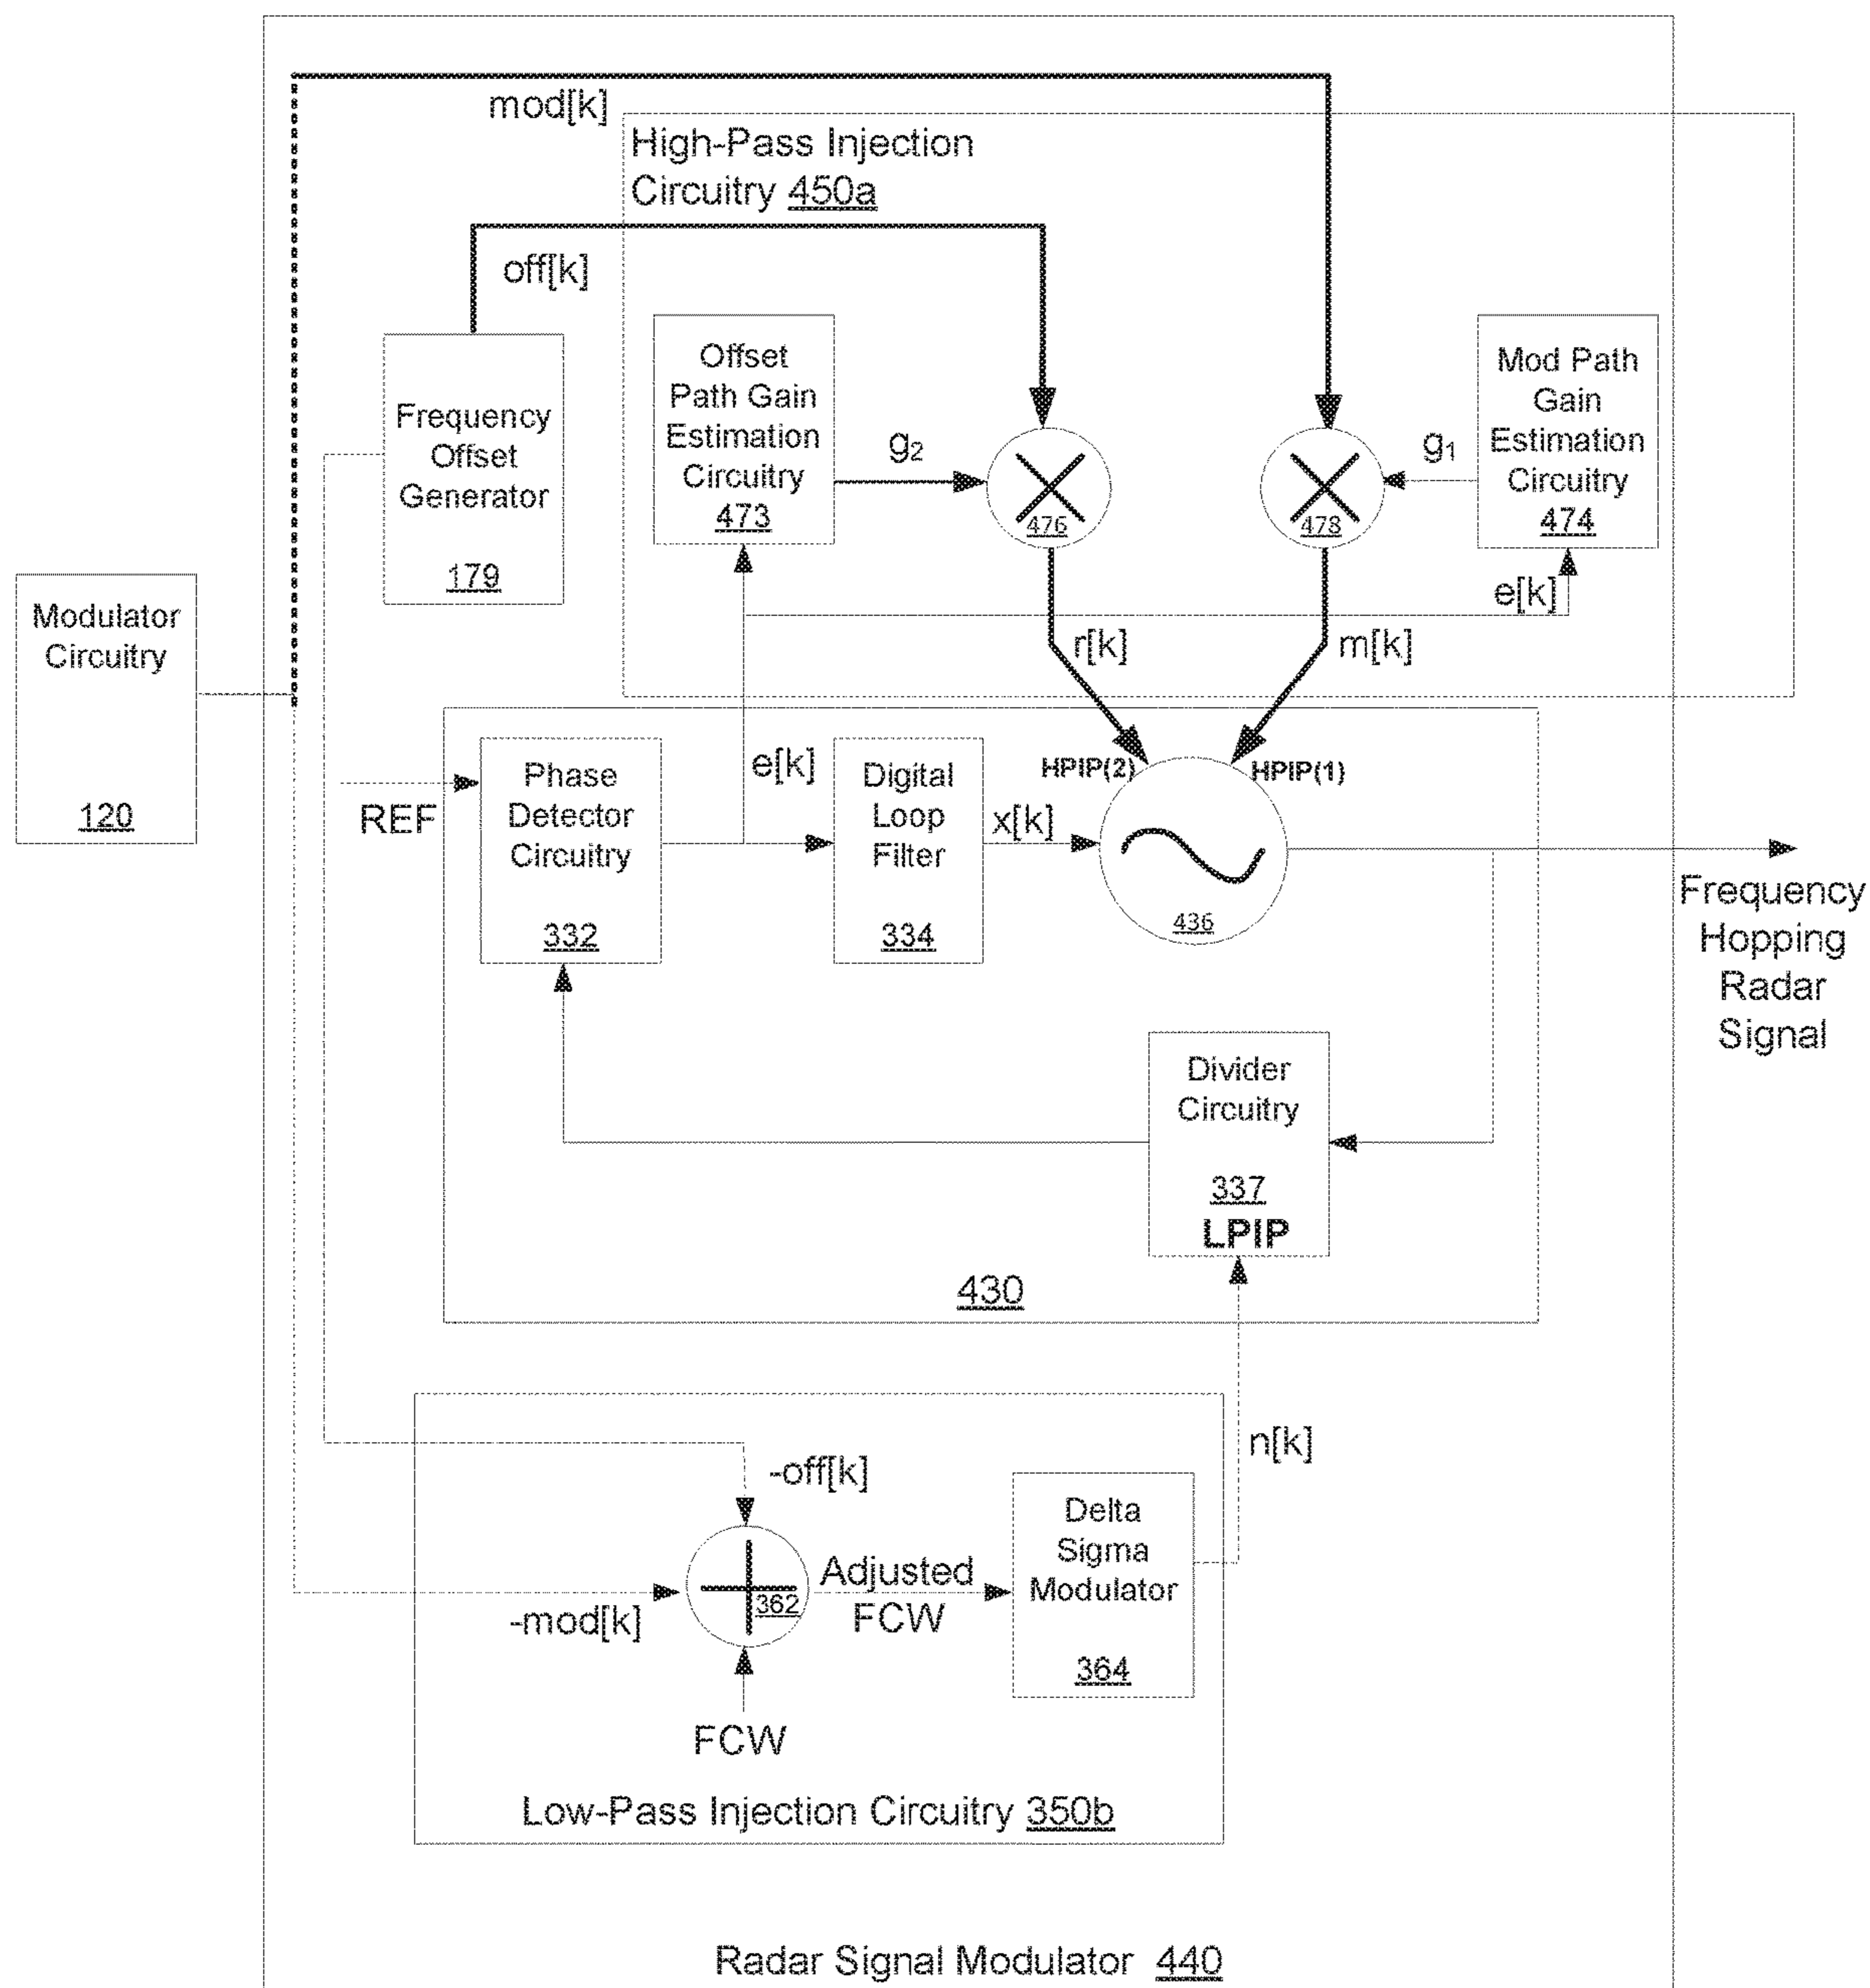 mod[k]
High-Pass Injection
Circuitry 450a
off[k]
Frequency
Offset
Generator
179
Offset
Path Gain
Estimation
Circuitry
473
g2
476
478
g1
Mod Path
Gain
Estimation
Circuitry
474
e[k]
r[k]
m[k]
Modulator
Circuitry
120
REF
Phase
Detector
Circuitry
332
e[k]
Digital
Loop
Filter
334
x[k]
HPIP(2)
HPIP(1)
436
Frequency
Hopping
Radar
Signal
Divider
Circuitry
337
LPIP
430
n[k]
-off[k]
-mod[k]
362
Adjusted
FCW
FCW
Delta
Sigma
Modulator
364
Low-Pass Injection Circuitry 350b
Radar Signal Modulator 440